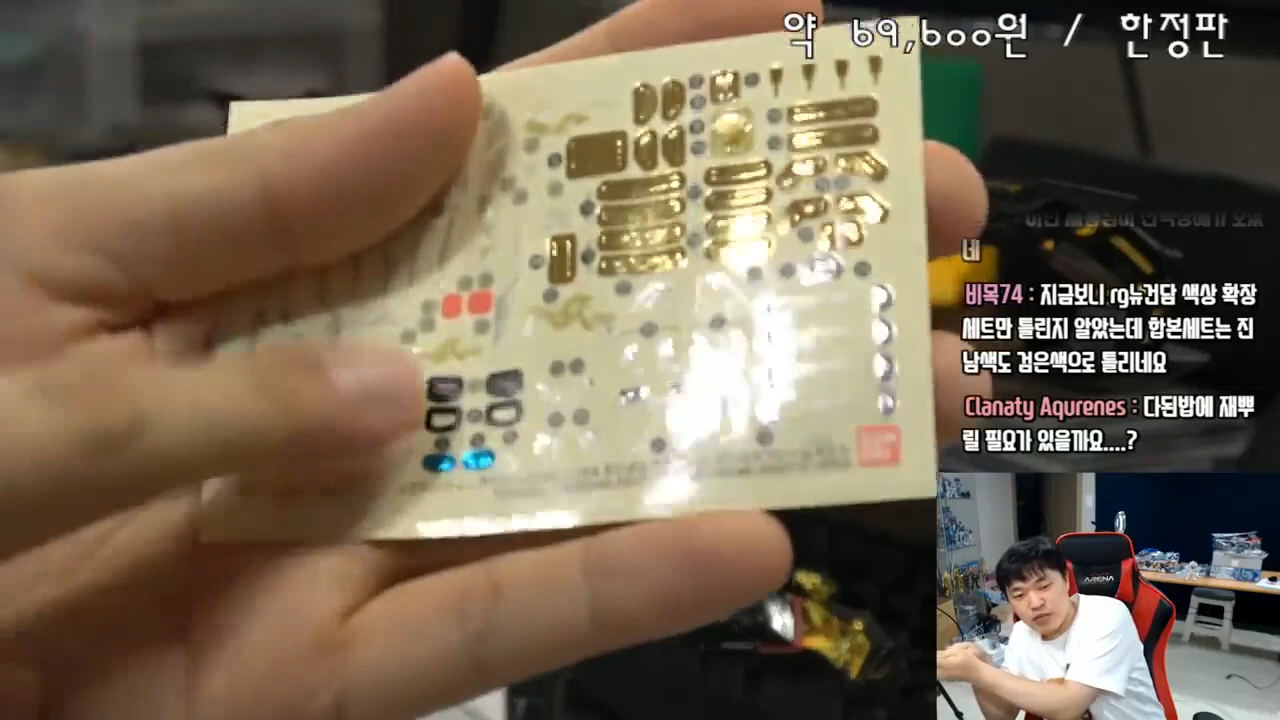 약 69,600원 / 한정판
네
비목74 : 지금보니 rg뉴건담 색상 확장
세트만 틀린지 알았는데 합본세트는 진
남색도 검은색으로 틀리네요
Clanaty Aqurenes : 다된밥에 재뿌
릴 필요가 있을까요....?
ARENA